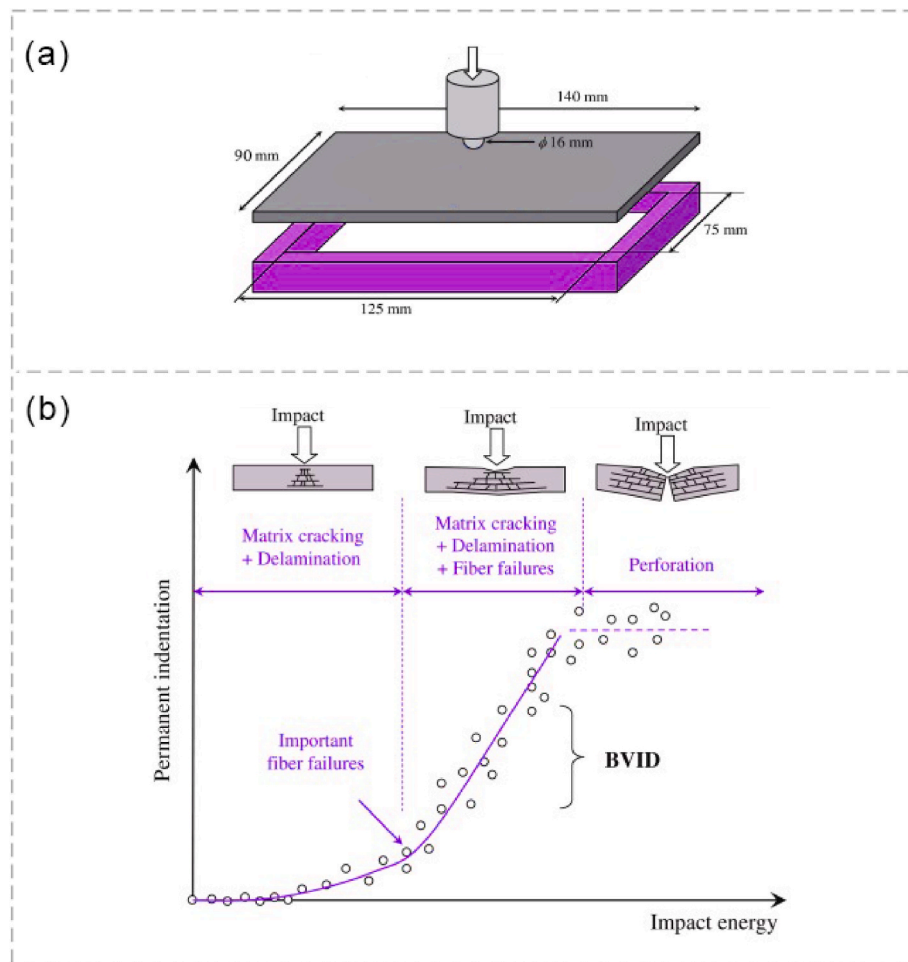 (a)
140 mm
90 mm
ϕ 16 mm
75 mm
125 mm
(b)
Impact
Impact
Impact
Matrix cracking
+ Delamination
Matrix cracking
+ Delamination
+ Fiber failures
Perforation
Permanent indentation
Important
fiber failures
BVID
Impact energy